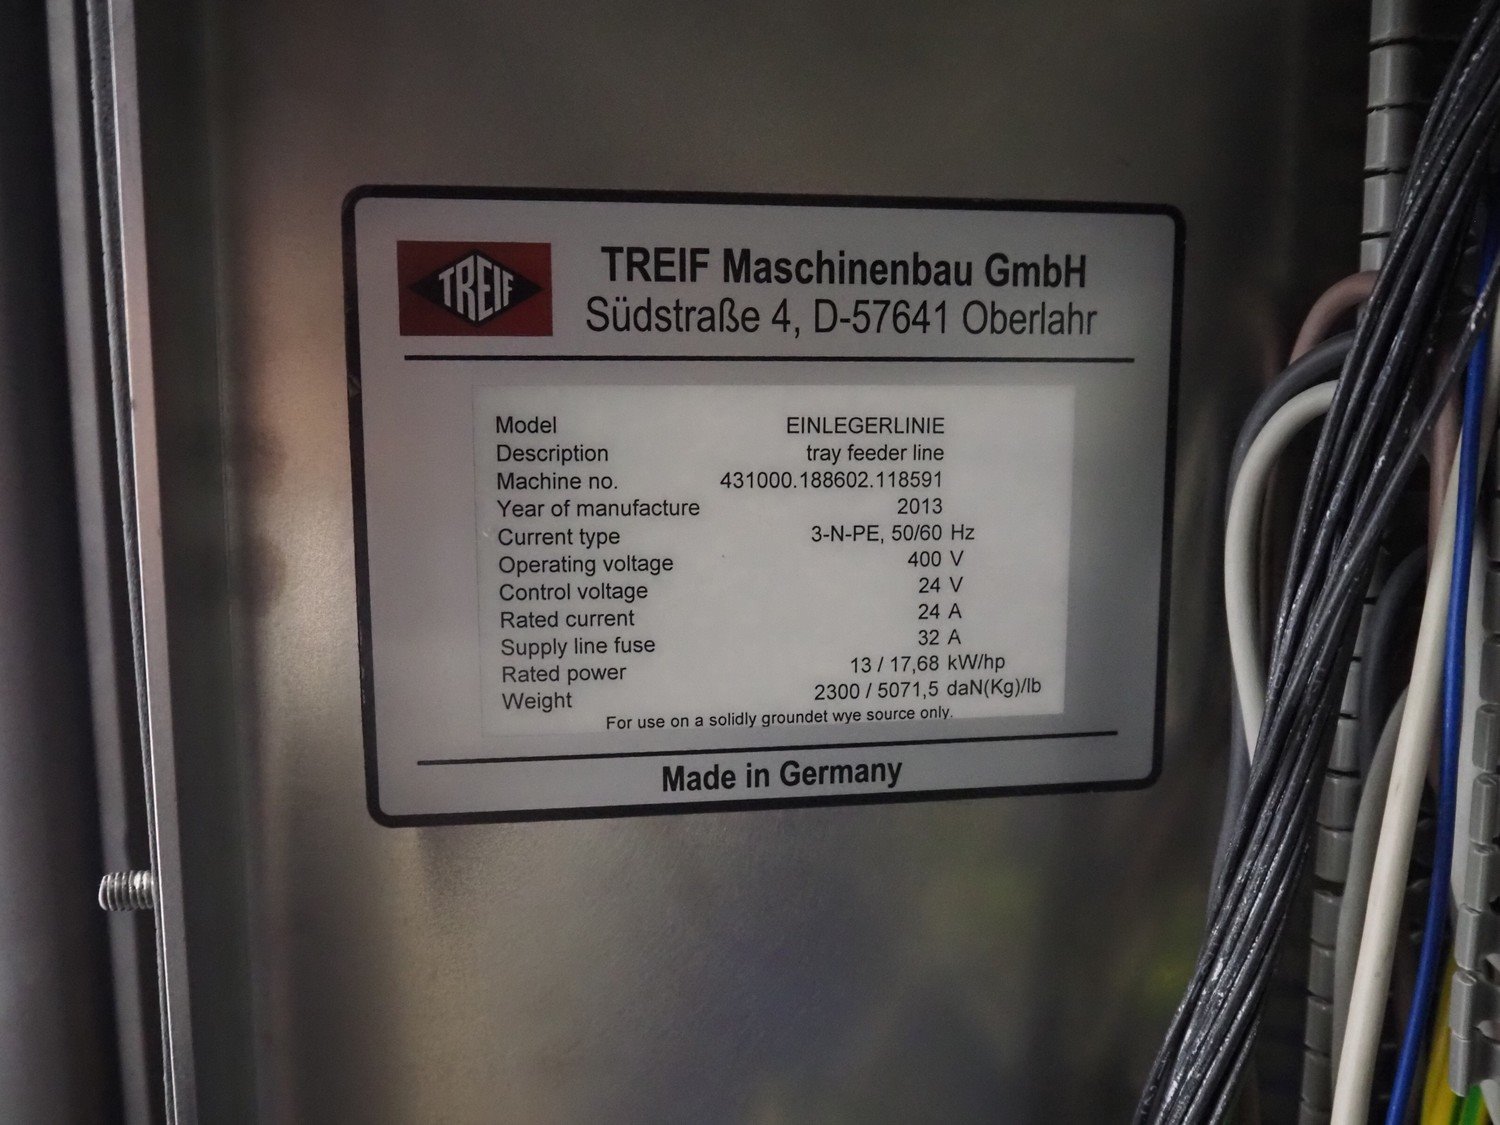 TREIF
TREIF Maschinenbau GmbH
Südstraße 4, D-57641 Oberlahr
Model EINLEGERLINIE
Description tray feeder line
Machine no. 431000.188602.118591
Year of manufacture 2013
Current type 3-N-PE, 50/60 Hz
Operating voltage 400 V
Control voltage 24 V
Rated current 24 A
Supply line fuse 32 A
Rated power 13 / 17,68 kW/hp
Weight 2300 / 5071,5 daN(Kg)/lb
For use on a solidly groundet wye source only.
Made in Germany